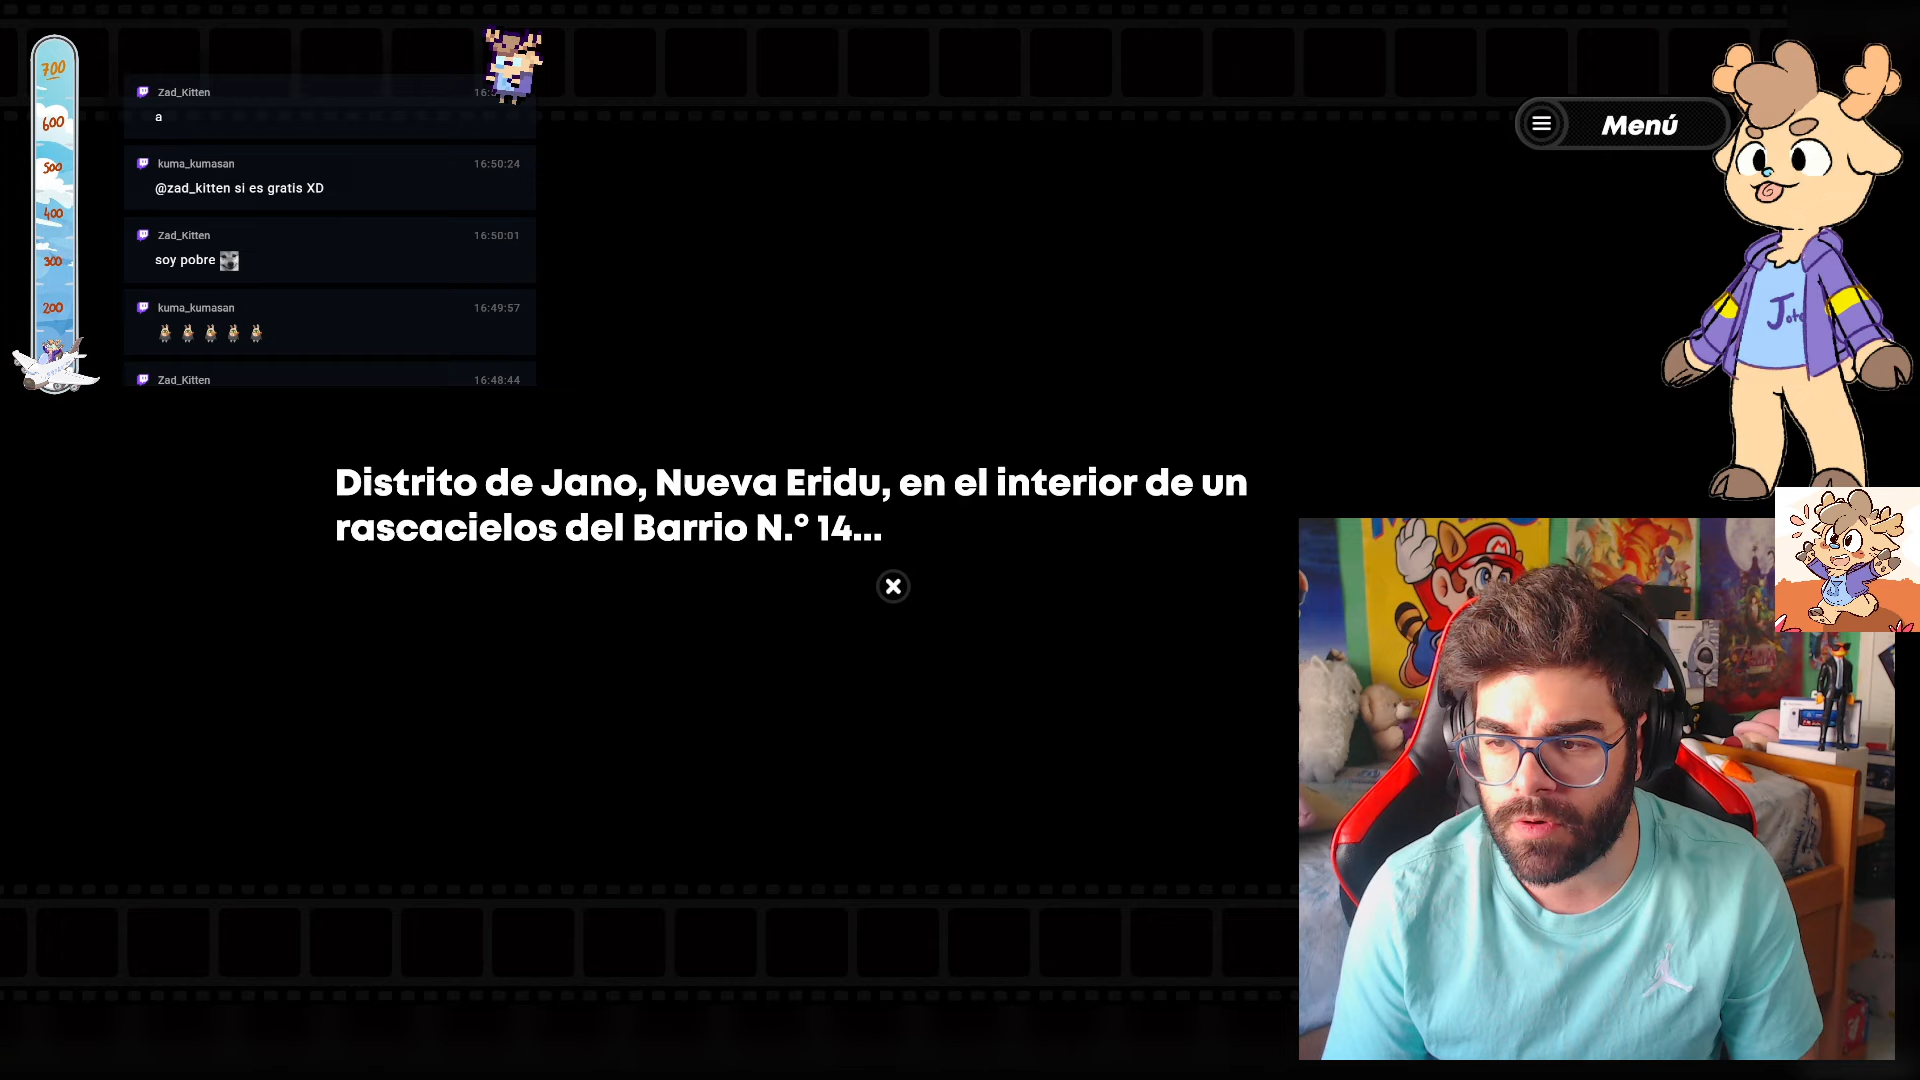 700
600
500
400
300
200
Zad_Kitten
a
kuma_kumasan 16:50:24
@zad_kitten si es gratis XD
Zad_Kitten 16:50:01
soy pobre
kuma_kumasan 16:49:57
Zad_Kitten 16:48:44
Menú
Distrito de Jano, Nueva Eridu, en el interior de un
rascacielos del Barrio N.º 14...